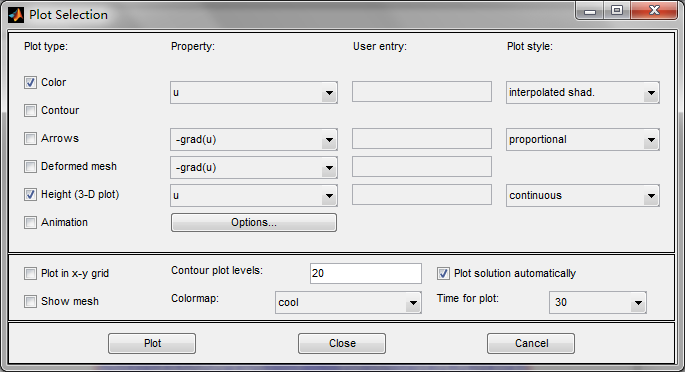 Plot Selection
Plot type: Property: User entry: Plot style:
Color u interpolated shad.
Contour
Arrows -grad(u) proportional
Deformed mesh -grad(u)
Height (3-D plot) u continuous
Animation Options...
Plot in x-y grid Contour plot levels: 20 Plot solution automatically
Show mesh Colormap: cool Time for plot: 30
Plot Close Cancel